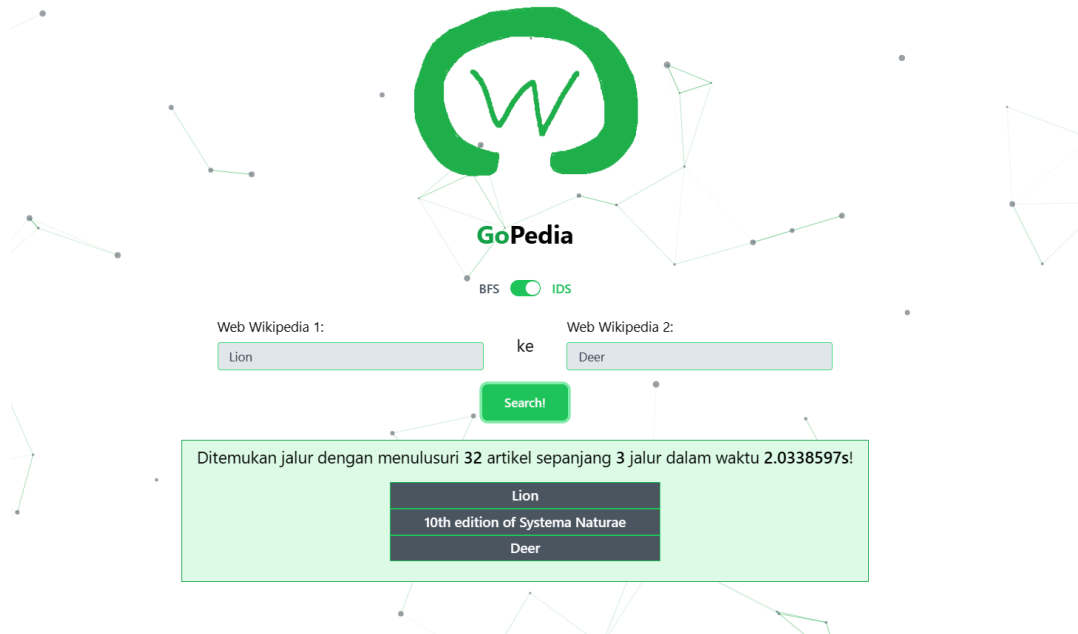 W
GoPedia
BFS IDS
Web Wikipedia 1: Web Wikipedia 2:
Lion ke Deer
Search!
Ditemukan jalur dengan menulusuri 32 artikel sepanjang 3 jalur dalam waktu 2.0338597s!
Lion
10th edition of Systema Naturae
Deer